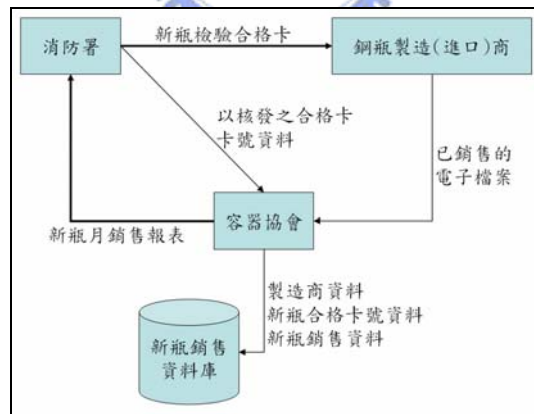 消防署
新瓶檢驗合格卡
鋼瓶製造(進口)商
以核發之合格卡
卡號資料
已銷售的
電子檔案
新瓶月銷售報表
容器協會
製造商資料
新瓶合格卡號資料
新瓶銷售資料
新瓶銷售
資料庫